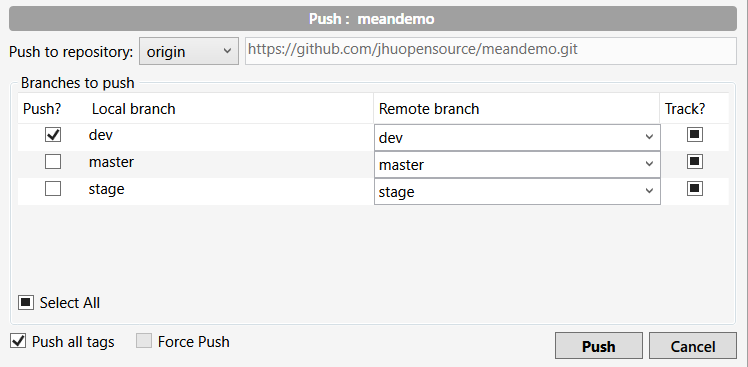 Push : meandemo
Push to repository: origin https://github.com/jhuopensource/meandemo.git
Branches to push
Push? Local branch Remote branch Track?
dev dev
master master
stage stage
Select All
Push all tags Force Push Push Cancel